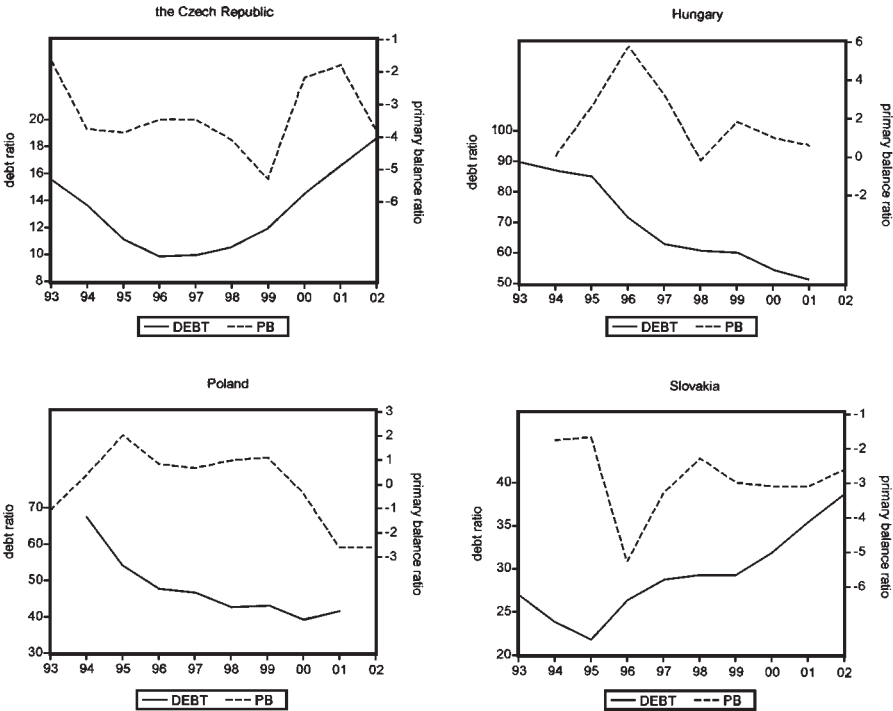 the Czech Republic
debt ratio
20
18
16
14
12
10
8
-1
-2
-3
-4
-5
-6
primary balance ratio
93 94 95 96 97 98 99 00 01 02
DEBT PB
Hungary
debt ratio
100
90
80
70
60
50
6
4
2
0
-2
primary balance ratio
93 94 95 96 97 98 99 00 01 02
DEBT PB
Poland
debt ratio
70
60
50
40
30
3
2
1
0
-1
-2
-3
primary balance ratio
93 94 95 96 97 98 99 00 01 02
DEBT PB
Slovakia
debt ratio
40
35
30
25
20
-1
-2
-3
-4
-5
-6
primary balance ratio
93 94 95 96 97 98 99 00 01 02
DEBT PB